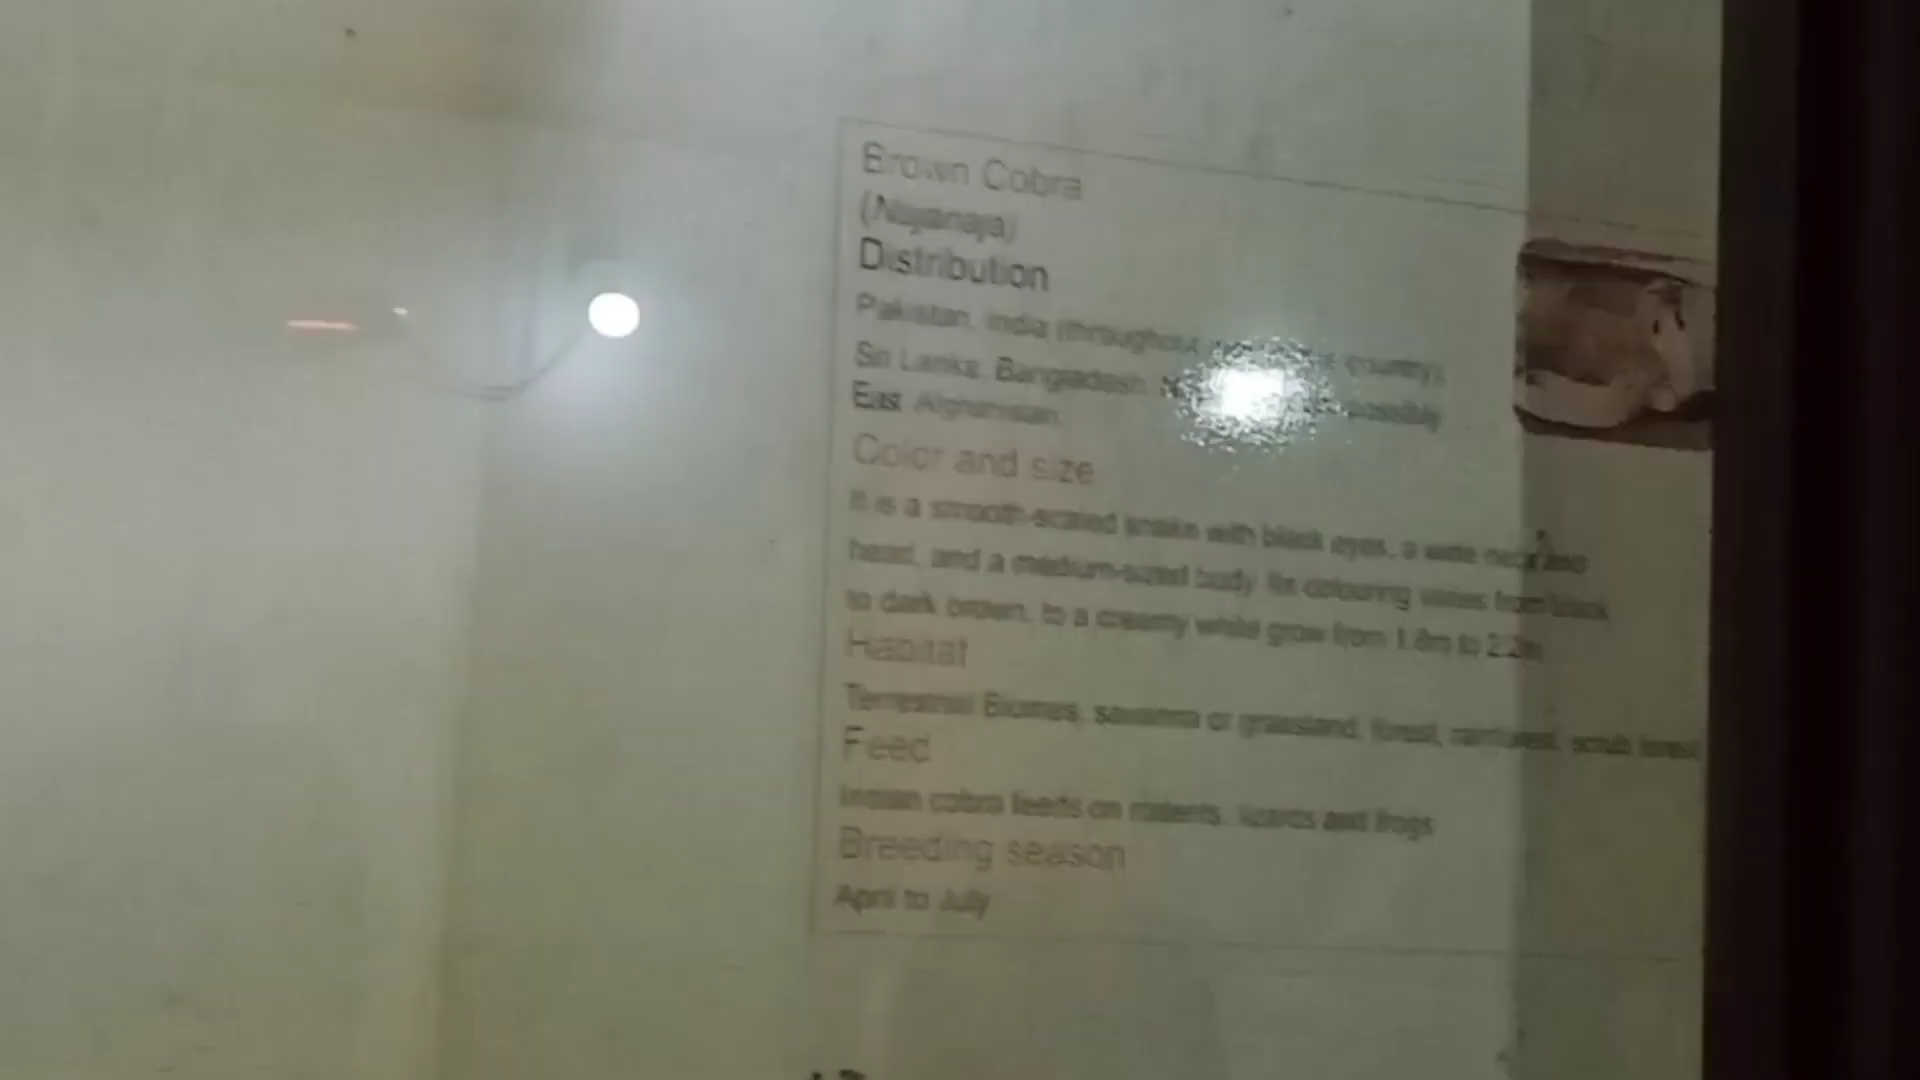 Brown Cobra
(Najanaja)
Distribution
Pakistan, India (throughout country),
Sri Lanka, Bangladesh possibly
East Afghanistan.
Color and size
It is a smooth-scaled snake with black eyes, a wide neck and
head, and a medium-sized body. Its colouring varies from black
to dark brown, to a creamy white grow from 1.8m to 2.2m
Habitat
Terrestrial Biomes, savanna or grassland, forest, rainforest, scrub forest
Feed
Indian cobra feeds on rodents, lizards and frogs
Breeding season
April to July